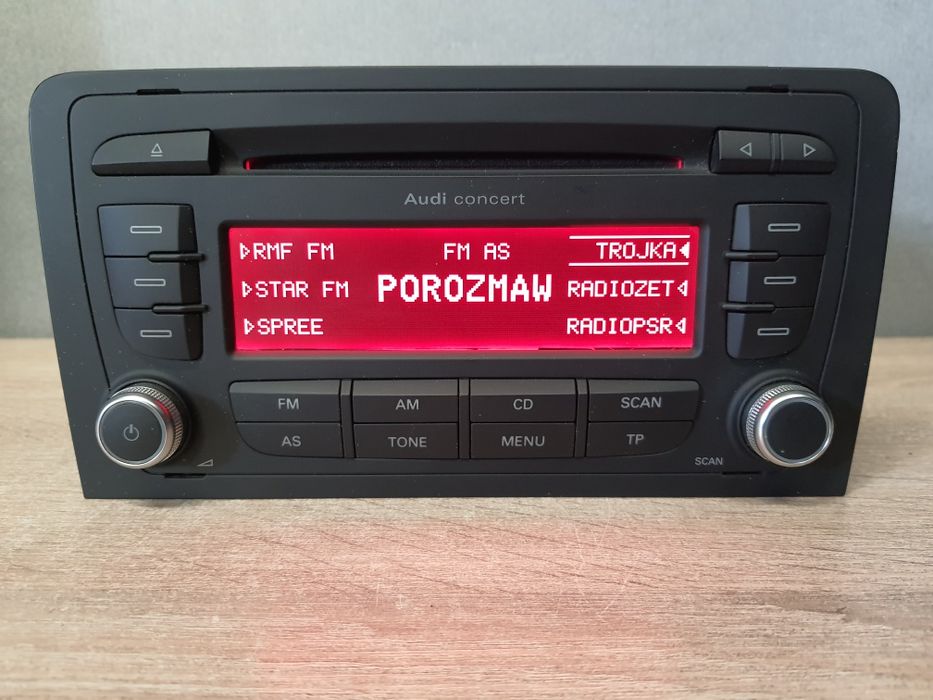 Audi concert
RMF FM FM AS TROJKA
STAR FM POROZMAW RADIOZET
SPREE RADIOPSR
FM AM CD SCAN
AS TONE MENU TP
SCAN